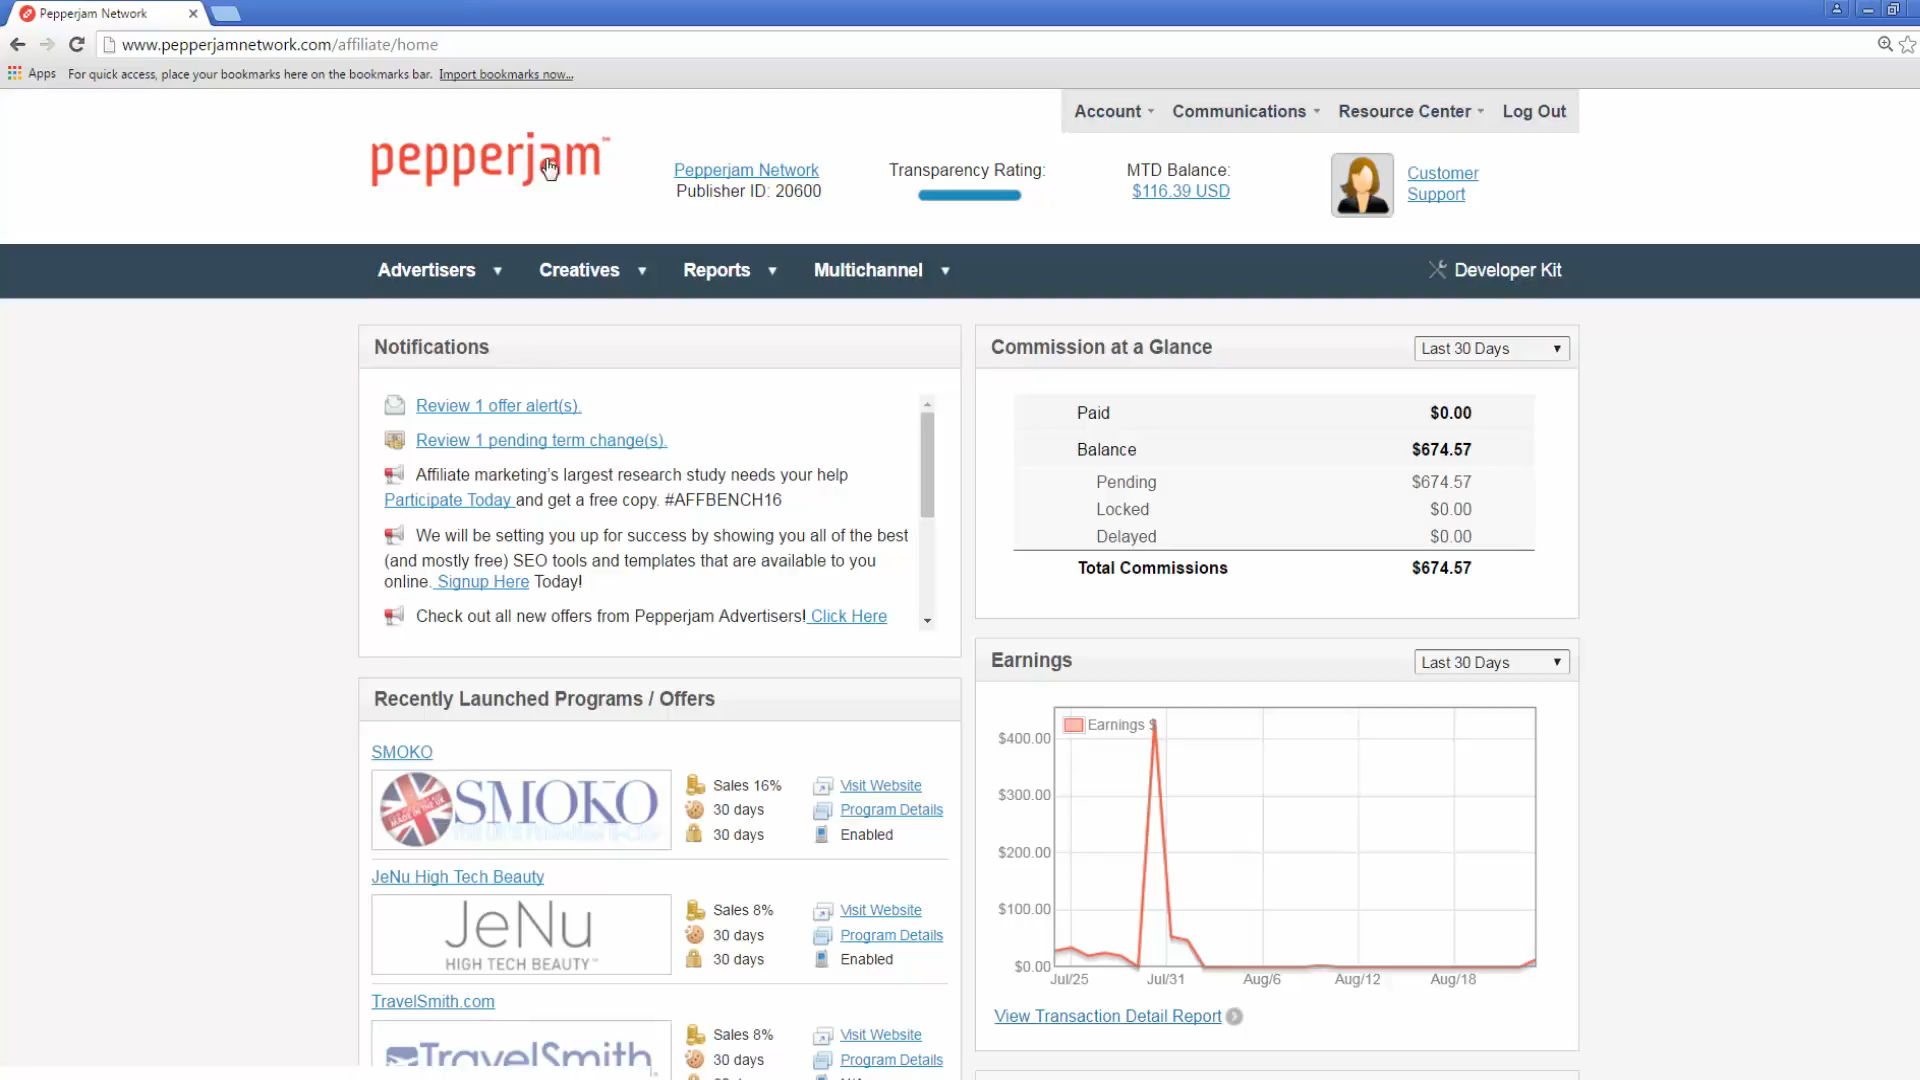 Pepperjam Network
www.pepperjamnetwork.com/affiliate/home
Apps For quick access, place your bookmarks here on the bookmarks bar. Import bookmarks now...
Account Communications Resource Center Log Out
pepperjam™
Pepperjam Network
Publisher ID: 20600
Transparency Rating:
MTD Balance:
$116.39 USD
Customer
Support
Advertisers Creatives Reports Multichannel Developer Kit
Notifications
Review 1 offer alert(s).
Review 1 pending term change(s).
Affiliate marketing's largest research study needs your help
Participate Today and get a free copy. #AFFBENCH16
We will be setting you up for success by showing you all of the best
(and mostly free) SEO tools and templates that are available to you
online. Signup Here Today!
Check out all new offers from Pepperjam Advertisers! Click Here
Commission at a Glance Last 30 Days
Paid $0.00
Balance $674.57
Pending $674.57
Locked $0.00
Delayed $0.00
Total Commissions $674.57
Earnings Last 30 Days
Earnings $
$400.00
$300.00
$200.00
$100.00
$0.00
Jul/25 Jul/31 Aug/6 Aug/12 Aug/18
View Transaction Detail Report
Recently Launched Programs / Offers
SMOKO
MADE IN THE UK
SMOKO
Sales 16% Visit Website
30 days Program Details
30 days Enabled
JeNu High Tech Beauty
JeNu
HIGH TECH BEAUTY™
Sales 8% Visit Website
30 days Program Details
30 days Enabled
TravelSmith.com
TravelSmith
Sales 8% Visit Website
30 days Program Details